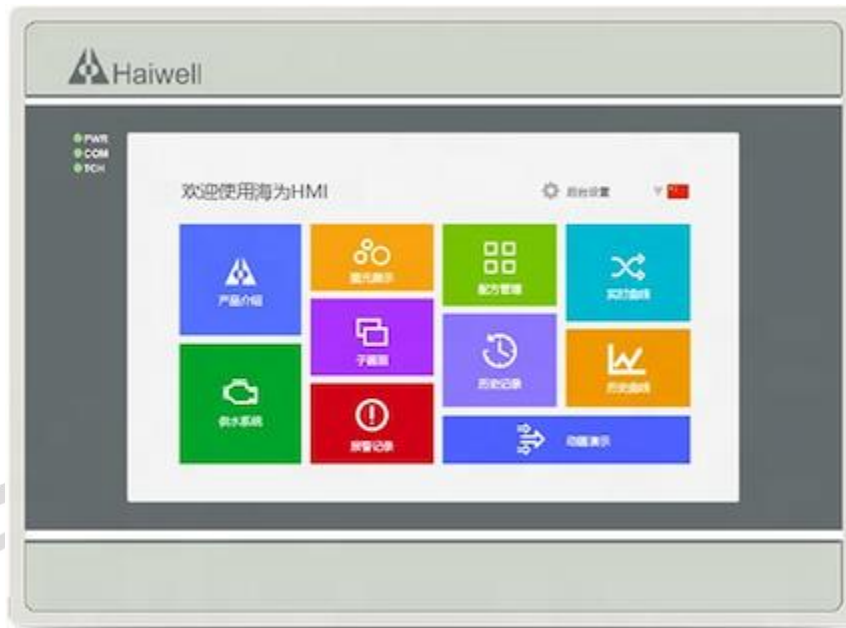 Haiwell
PWR
COM
TCH
欢迎使用海为HMI
后台设置
产品介绍
图元展示
配方管理
实时曲线
子画面
历史记录
历史曲线
供水系统
报警记录
动画演示